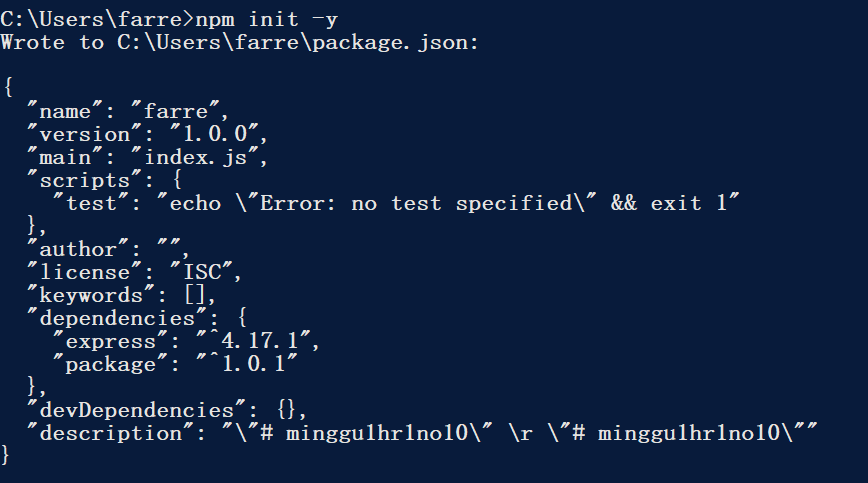 C:\Users\farre>npm init -y
Wrote to C:\Users\farre\package.json:
{
"name": "farre",
"version": "1.0.0",
"main": "index.js",
"scripts": {
"test": "echo \"Error: no test specified\" && exit 1"
},
"author": "",
"license": "ISC",
"keywords": [],
"dependencies": {
"express": "^4.17.1",
"package": "^1.0.1"
},
"devDependencies": {},
"description": "\"# minggu1hr1no10\" \r \"# minggu1hr1no10\""
}